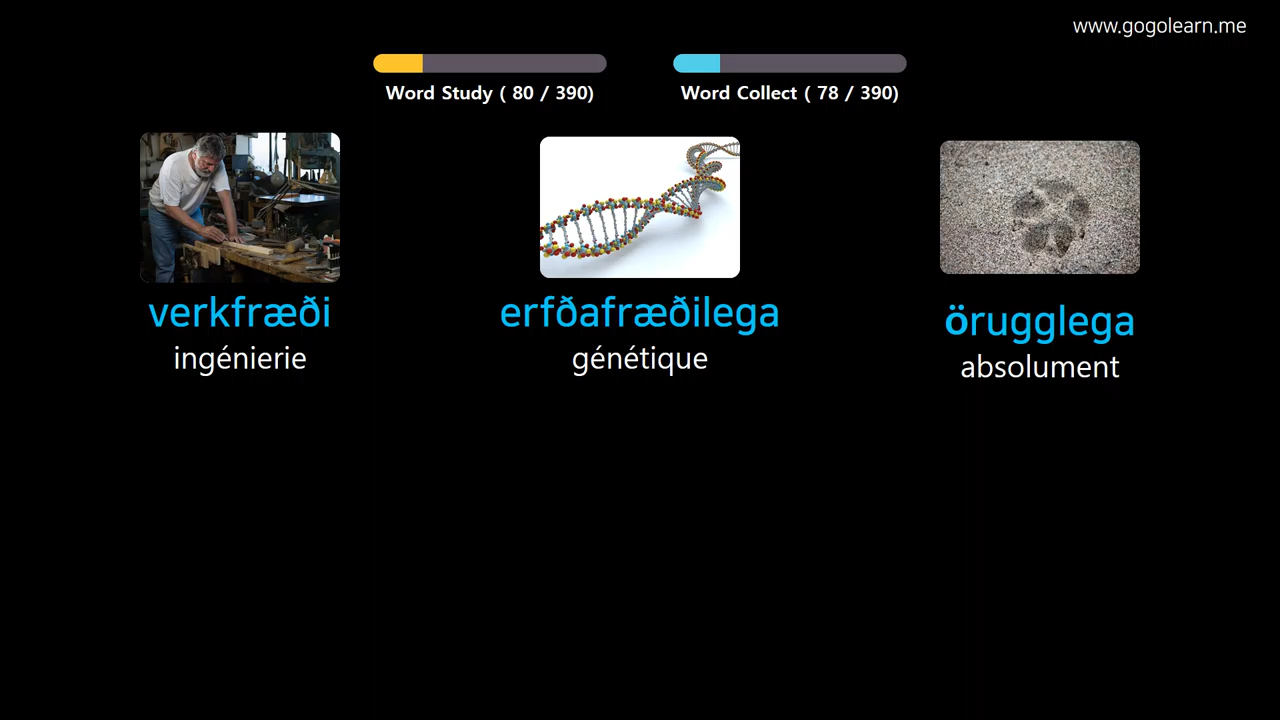 www.gogolearn.me
Word Study ( 80 / 390)
Word Collect ( 78 / 390)
verkfræði
ingénierie
erfðafræðilega
génétique
örugglega
absolument